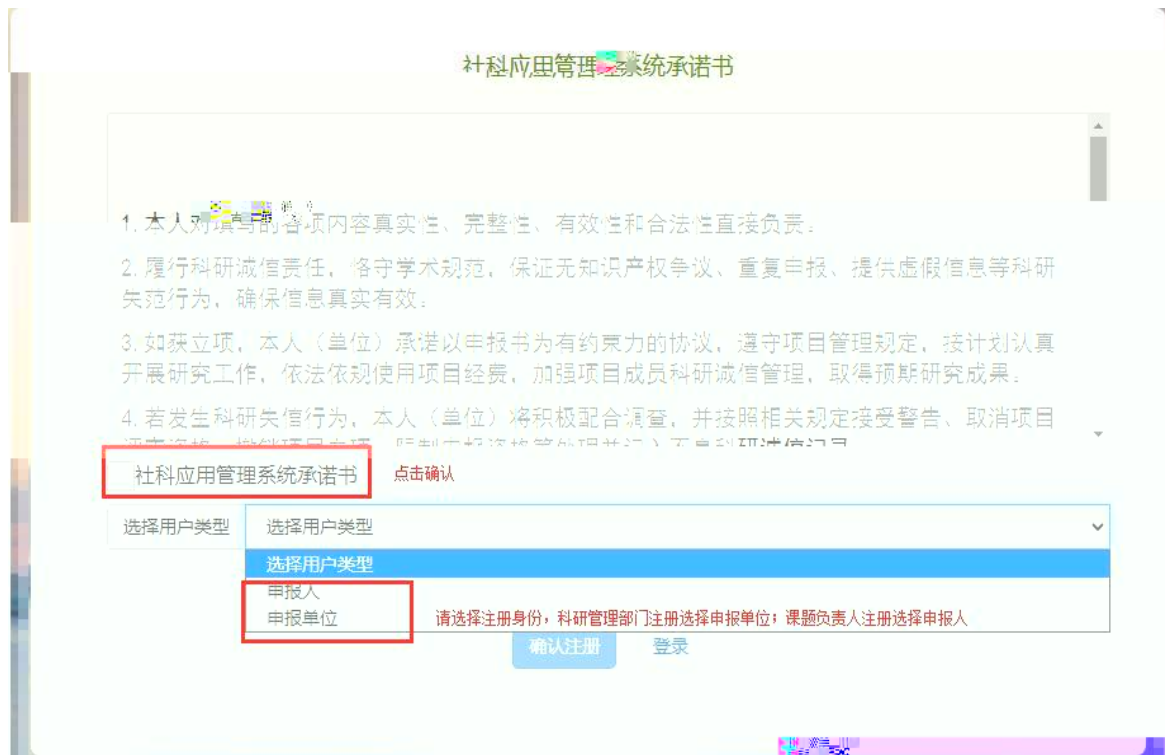 社科应用管理系统承诺书
1. 本人对填写的各项内容真实性、完整性、有效性和合法性直接负责。
2. 履行科研诚信责任，恪守学术规范，保证无知识产权争议、重复申报、提供虚假信息等科研
失范行为，确保信息真实有效。
3. 如获立项，本人（单位）承诺以申报书为有约束力的协议，遵守项目管理规定，按计划认真
开展研究工作，依法依规使用项目经费，加强项目成员科研诚信管理，取得预期研究成果。
4. 若发生科研失信行为，本人（单位）将积极配合调查，并按照相关规定接受警告、取消项目
科研诚信记录
社科应用管理系统承诺书 点击确认
选择用户类型 选择用户类型
选择用户类型
申报人
申报单位 请选择注册身份，科研管理部门注册选择申报单位；课题负责人注册选择申报人
确认注册 登录